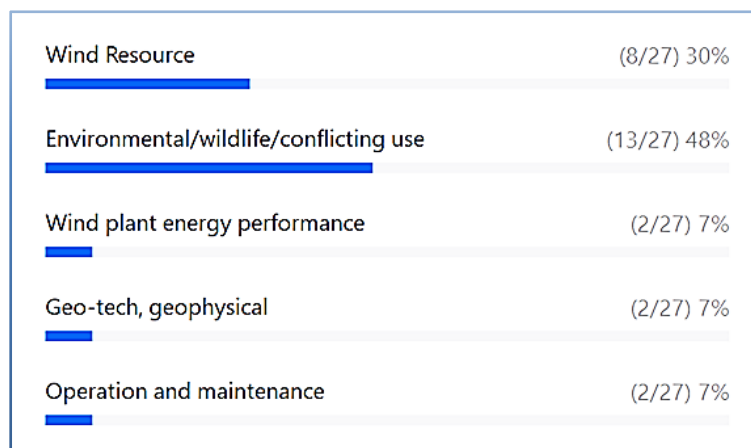 Wind Resource (8/27) 30%
Environmental/wildlife/conflicting use (13/27) 48%
Wind plant energy performance (2/27) 7%
Geo-tech, geophysical (2/27) 7%
Operation and maintenance (2/27) 7%